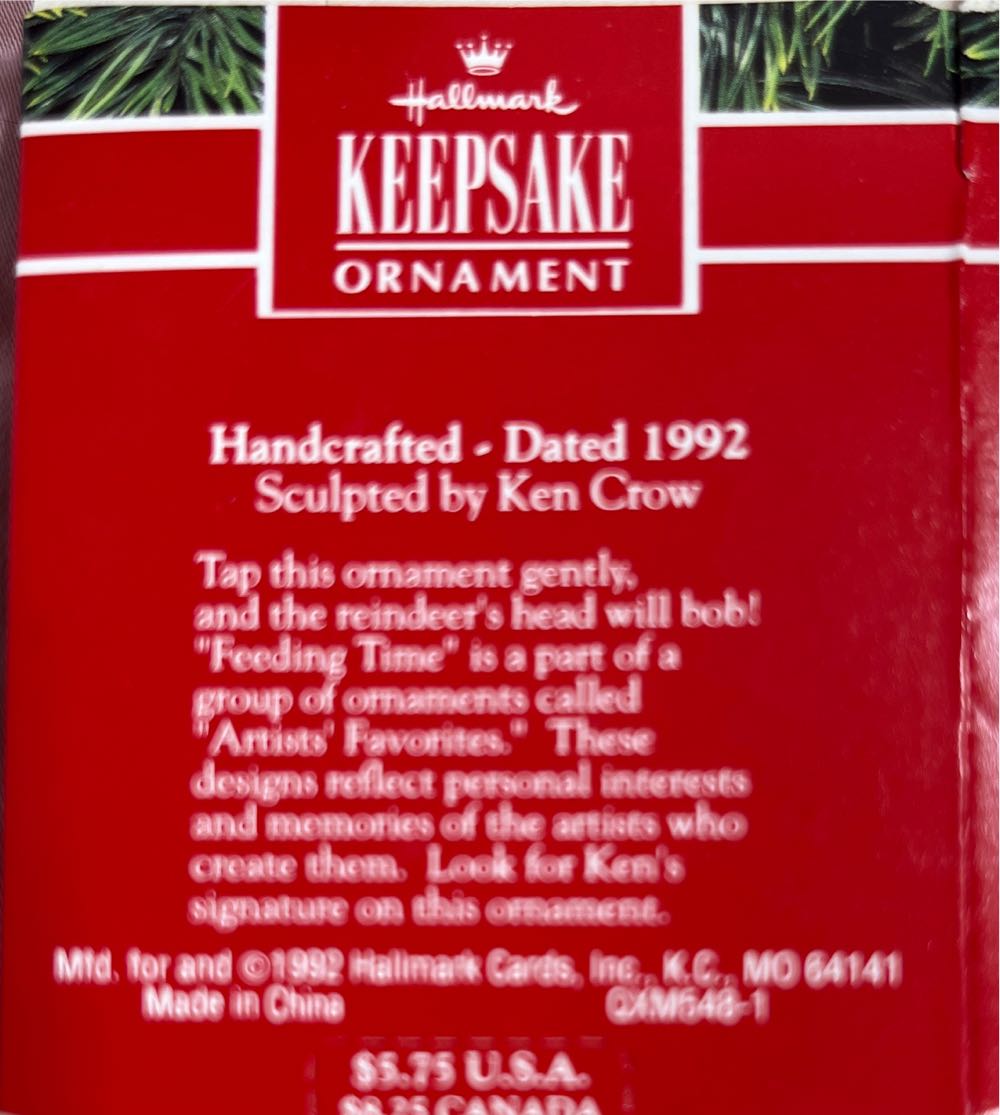 Hallmark
KEEPSAKE
ORNAMENT
Handcrafted - Dated 1992
Sculpted by Ken Crow
Tap this ornament gently,
and the reindeer's head will bob!
"Feeding Time" is a part of a
group of ornaments called
"Artists' Favorites." These
designs reflect personal interests
and memories of the artists who
create them. Look for Ken's
signature on this ornament.
Mfd. for and ©1992 Hallmark Cards, Inc., K.C., MO 64141
Made in China
$5.75 U.S.A.
CANADA